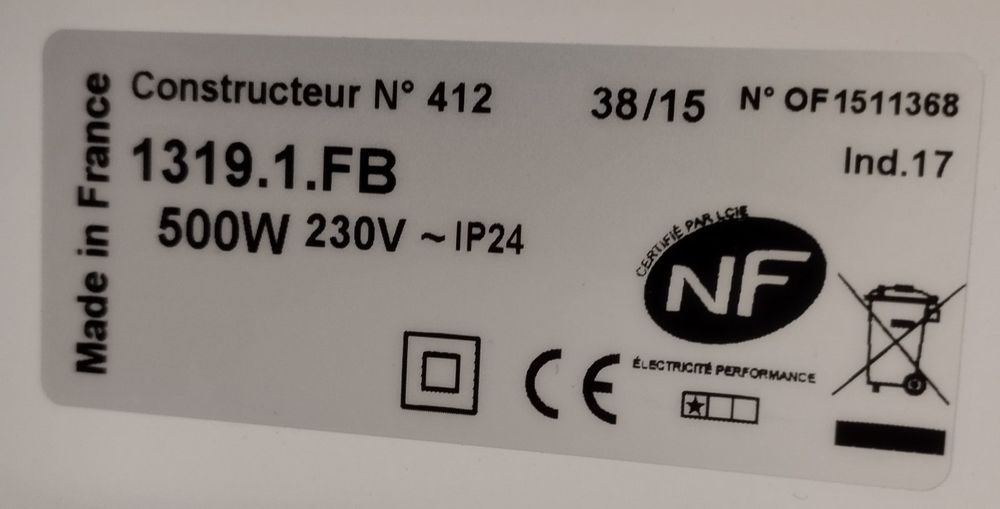 Made in France
Constructeur N° 412 38/15 N° OF1511368
1319.1.FB Ind.17
500W 230V ~ IP24
CERTIFIÉ PAR LCIE
NF
CE
ÉLECTRICITÉ PERFORMANCE